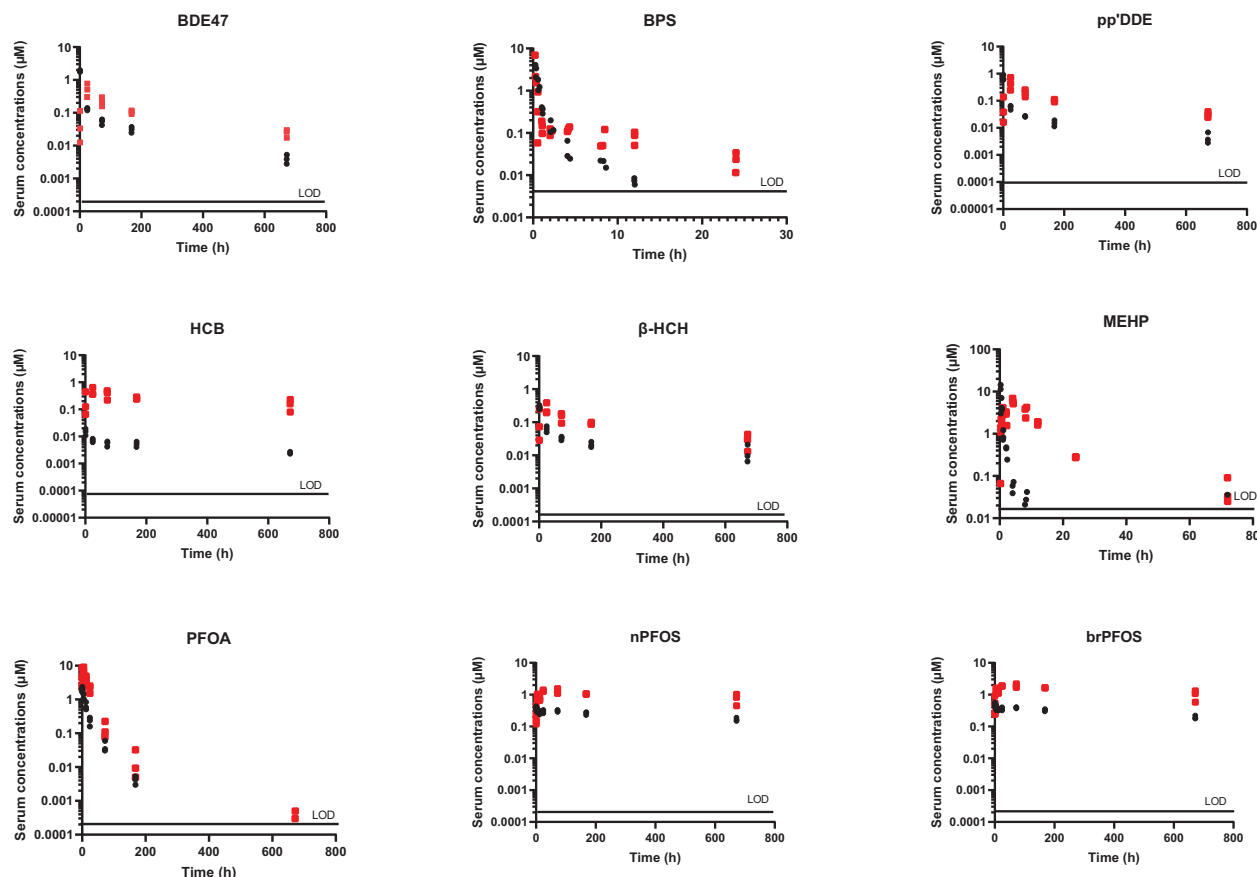 BDE47
Serum concentrations (µM)
10
1
0.1
0.01
0.001
0.0001
LOD
0 200 400 600 800
Time (h)
BPS
Serum concentrations (µM)
10
1
0.1
0.01
0.001
LOD
0 10 20 30
Time (h)
pp'DDE
Serum concentrations (µM)
10
1
0.1
0.01
0.001
0.0001
0.00001
LOD
0 200 400 600 800
Time (h)
HCB
Serum concentrations (µM)
10
1
0.1
0.01
0.001
0.0001
0.00001
LOD
0 200 400 600 800
Time (h)
β-HCH
Serum concentrations (µM)
10
1
0.1
0.01
0.001
0.0001
LOD
0 200 400 600 800
Time (h)
MEHP
Serum concentrations (µM)
100
10
1
0.1
0.01
LOD
0 20 40 60 80
Time (h)
PFOA
Serum concentrations (µM)
10
1
0.1
0.01
0.001
0.0001
LOD
0 200 400 600 800
Time (h)
nPFOS
Serum concentrations (µM)
10
1
0.1
0.01
0.001
0.0001
LOD
0 200 400 600 800
Time (h)
brPFOS
Serum concentrations (µM)
10
1
0.1
0.01
0.001
0.0001
LOD
0 200 400 600 800
Time (h)